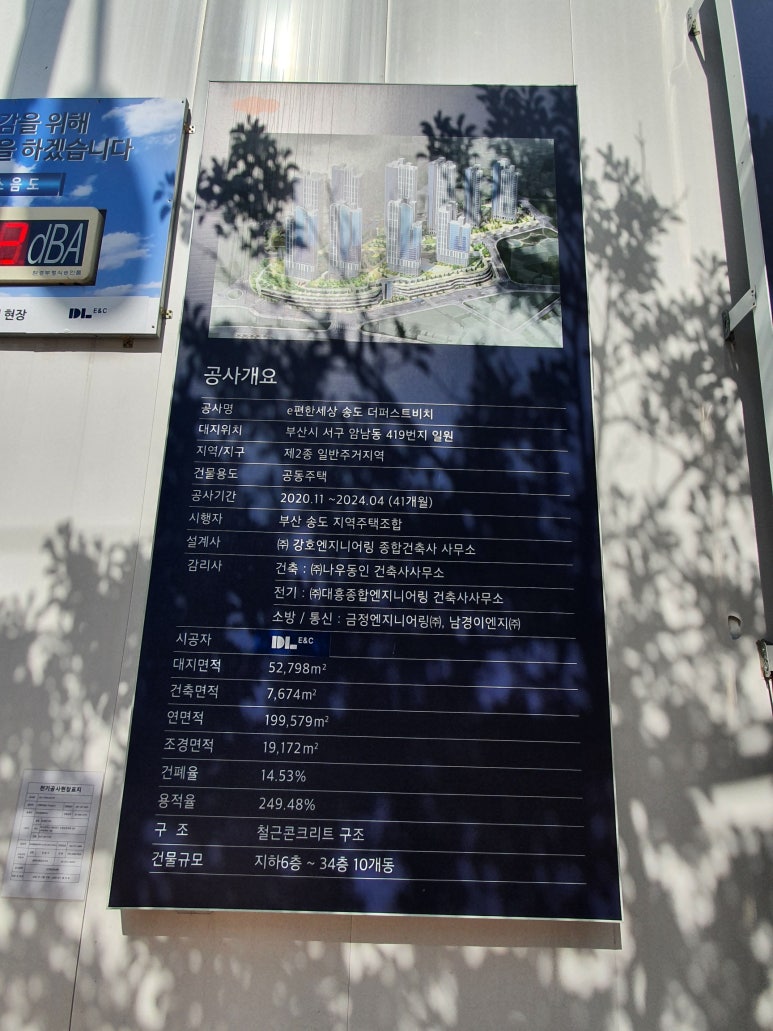 감을 위해
을 하겠습니다
소음도
dBA
현장
DL E&C
공사개요
공사명 e편한세상 송도 더퍼스트비치
대지위치 부산시 서구 암남동 419번지 일원
지역/지구 제2종 일반주거지역
건물용도 공동주택
공사기간 2020.11 ~2024.04 (41개월)
시행자 부산 송도 지역주택조합
설계사 ㈜ 강호엔지니어링 종합건축사 사무소
감리사 건축 : ㈜나우동인 건축사사무소
전기 : ㈜대흥종합엔지니어링 건축사사무소
소방 / 통신 : 금정엔지니어링㈜, 남경이엔지㈜
시공자 DL E&C
대지면적 52,798m²
건축면적 7,674m²
연면적 199,579m²
조경면적 19,172m²
건폐율 14.53%
용적율 249.48%
구 조 철근콘크리트 구조
건물규모 지하6층 ~ 34층 10개동
전기공사현장표지